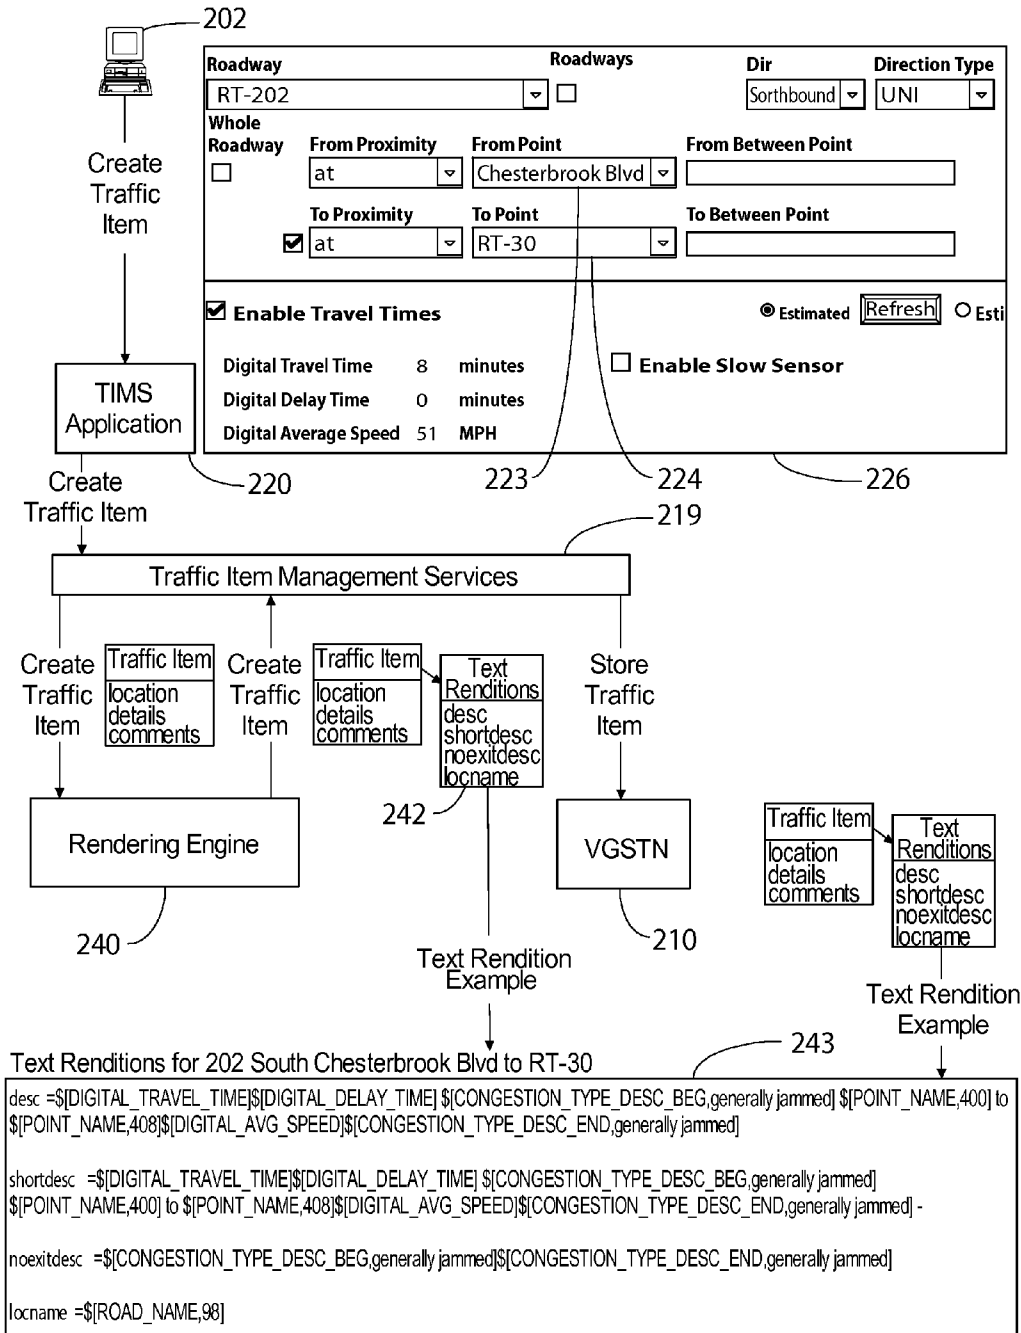 202
Roadway
Roadways
Dir
Direction Type
RT-202
Sorthbound
UNI
Whole
Roadway
From Proximity
From Point
From Between Point
at
Chesterbrook Blvd
To Proximity
To Point
To Between Point
at
RT-30
Create
Traffic
Item
Enable Travel Times
Estimated
Refresh
Esti
Digital Travel Time 8 minutes
Enable Slow Sensor
Digital Delay Time 0 minutes
Digital Average Speed 51 MPH
TIMS
Application
220
223
224
226
Create
Traffic Item
219
Traffic Item Management Services
Create
Traffic
Item
Traffic Item
location
details
comments
Create
Traffic
Item
Traffic Item
location
details
comments
Text
Renditions
desc
shortdesc
noexitdesc
locname
Store
Traffic
Item
242
Rendering Engine
240
VGSTN
210
Traffic Item
location
details
comments
Text
Renditions
desc
shortdesc
noexitdesc
locname
Text Rendition
Example
Text Rendition
Example
243
Text Renditions for 202 South Chesterbrook Blvd to RT-30
desc =$[DIGITAL_TRAVEL_TIME]$[DIGITAL_DELAY_TIME] $[CONGESTION_TYPE_DESC_BEG,generally jammed] $[POINT_NAME,400] to
$[POINT_NAME,408]$[DIGITAL_AVG_SPEED]$[CONGESTION_TYPE_DESC_END,generally jammed]
shortdesc =$[DIGITAL_TRAVEL_TIME]$[DIGITAL_DELAY_TIME] $[CONGESTION_TYPE_DESC_BEG,generally jammed]
$[POINT_NAME,400] to $[POINT_NAME,408]$[DIGITAL_AVG_SPEED]$[CONGESTION_TYPE_DESC_END,generally jammed] -
noexitdesc =$[CONGESTION_TYPE_DESC_BEG,generally jammed]$[CONGESTION_TYPE_DESC_END,generally jammed]
locname =$[ROAD_NAME,98]